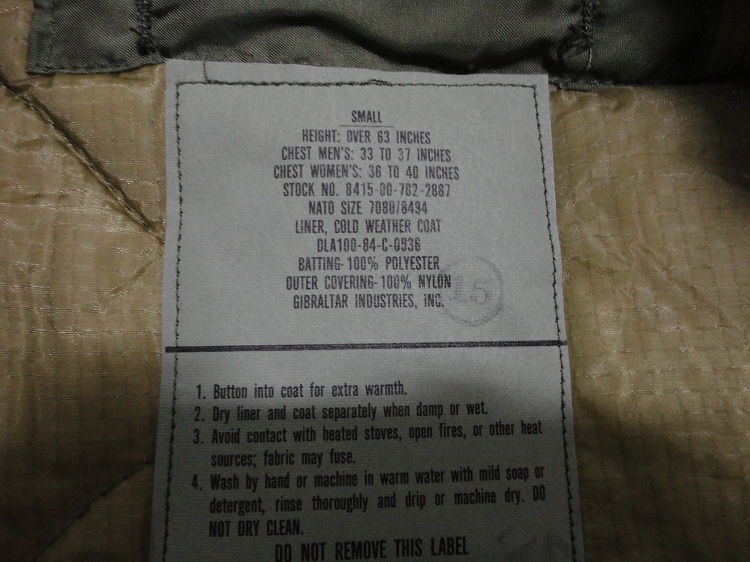 SMALL
HEIGHT: OVER 63 INCHES
CHEST MEN'S: 33 TO 37 INCHES
CHEST WOMEN'S: 36 TO 40 INCHES
STOCK NO. 8415-00-782-2887
NATO SIZE 7080/8494
LINER, COLD WEATHER COAT
DLA100-84-C-0536
BATTING-100% POLYESTER
OUTER COVERING-100% NYLON
GIBRALTAR INDUSTRIES, INC.
15
1. Button into coat for extra warmth.
2. Dry liner and coat separately when damp or wet.
3. Avoid contact with heated stoves, open fires, or other heat
sources; fabric may fuse.
4. Wash by hand or machine in warm water with mild soap or
detergent, rinse thoroughly and drip or machine dry. DO
NOT DRY CLEAN.
DO NOT REMOVE THIS LABEL